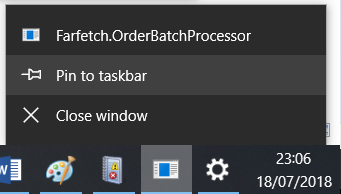 Farfetch.OrderBatchProcessor
Pin to taskbar
Close window
23:06
18/07/2018